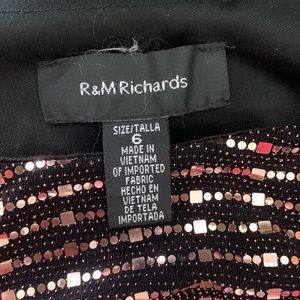 R&M Richards
SIZE/TALLA
6
MADE IN
VIETNAM
OF IMPORTED
FABRIC
HECHO EN
VIETNAM
DE TELA
IMPORTADA